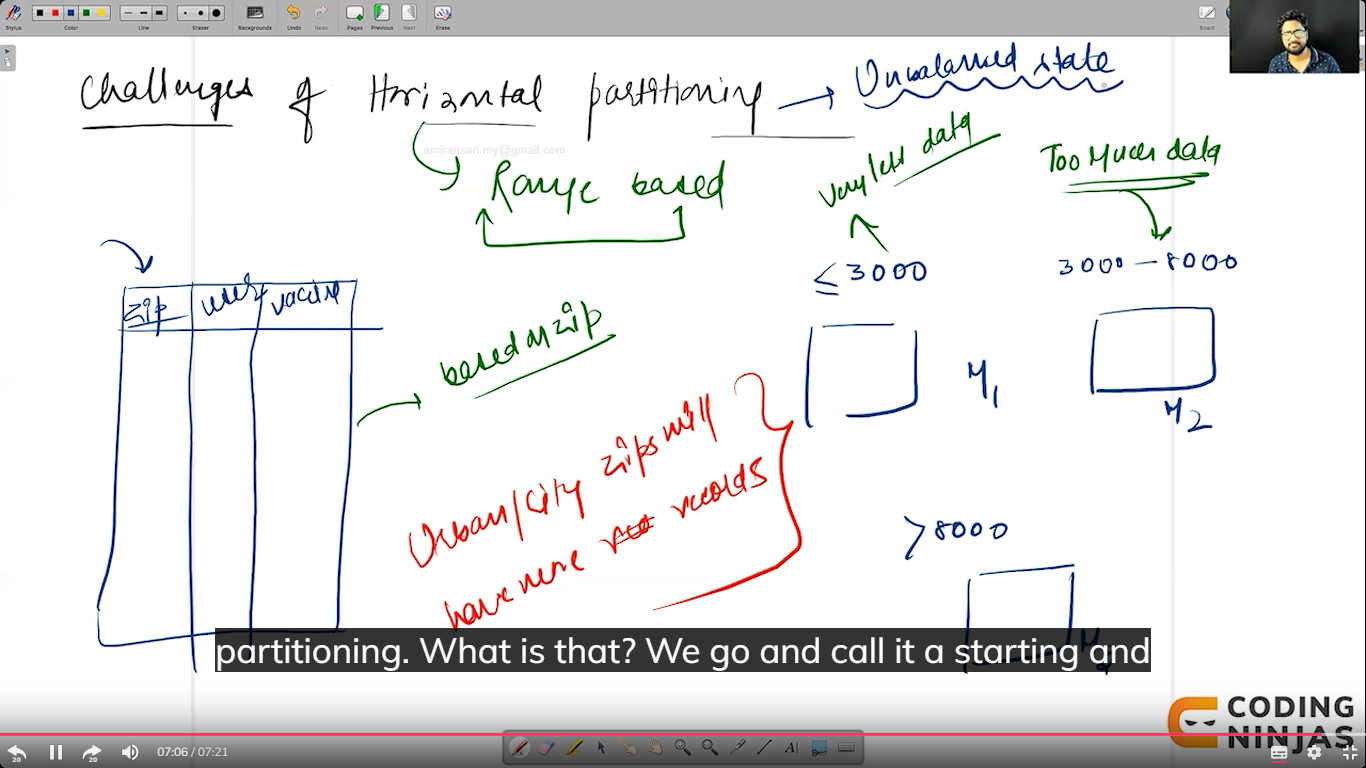 Stylus Color Line Eraser Backgrounds Undo Redo Pages Previous Next Erase Board
Challenges of Horizontal partitioning → Unbalanced state
amiransari.my@gmail.com
Range based
very less data
Too Much data
≤ 3000
3000 — 8000
zip user vaccine
based on zip
M1
M2
Urban/City zips will
have more records
> 8000
partitioning. What is that? We go and call it a starting and
CODING
NINJAS
20 20 07:06 / 07:21